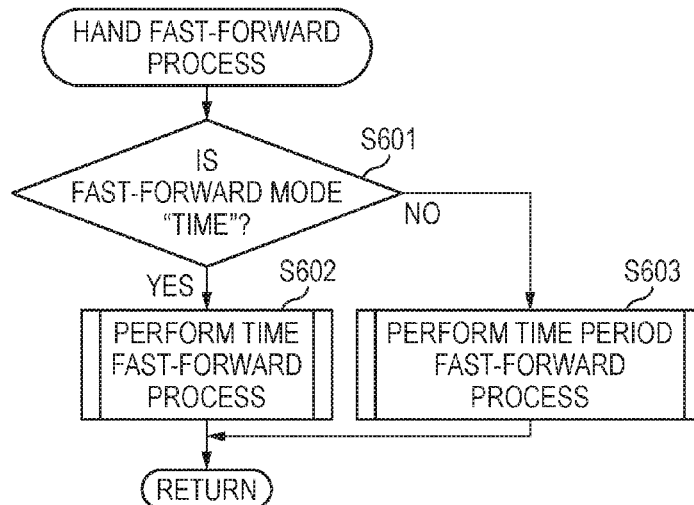 HAND FAST-FORWARD
PROCESS
S601
IS
FAST-FORWARD MODE
“TIME”?
NO
YES
S602
PERFORM TIME
FAST-FORWARD
PROCESS
S603
PERFORM TIME PERIOD
FAST-FORWARD
PROCESS
RETURN